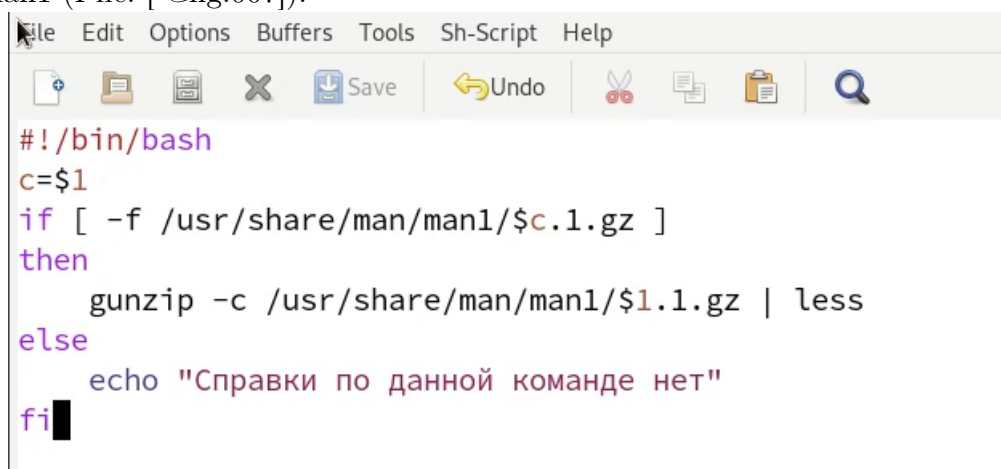 File Edit Options Buffers Tools Sh-Script Help
Save Undo
#!/bin/bash
c=$1
if [ -f /usr/share/man/man1/$c.1.gz ]
then
gunzip -c /usr/share/man/man1/$1.1.gz | less
else
echo "Справки по данной команде нет"
fi